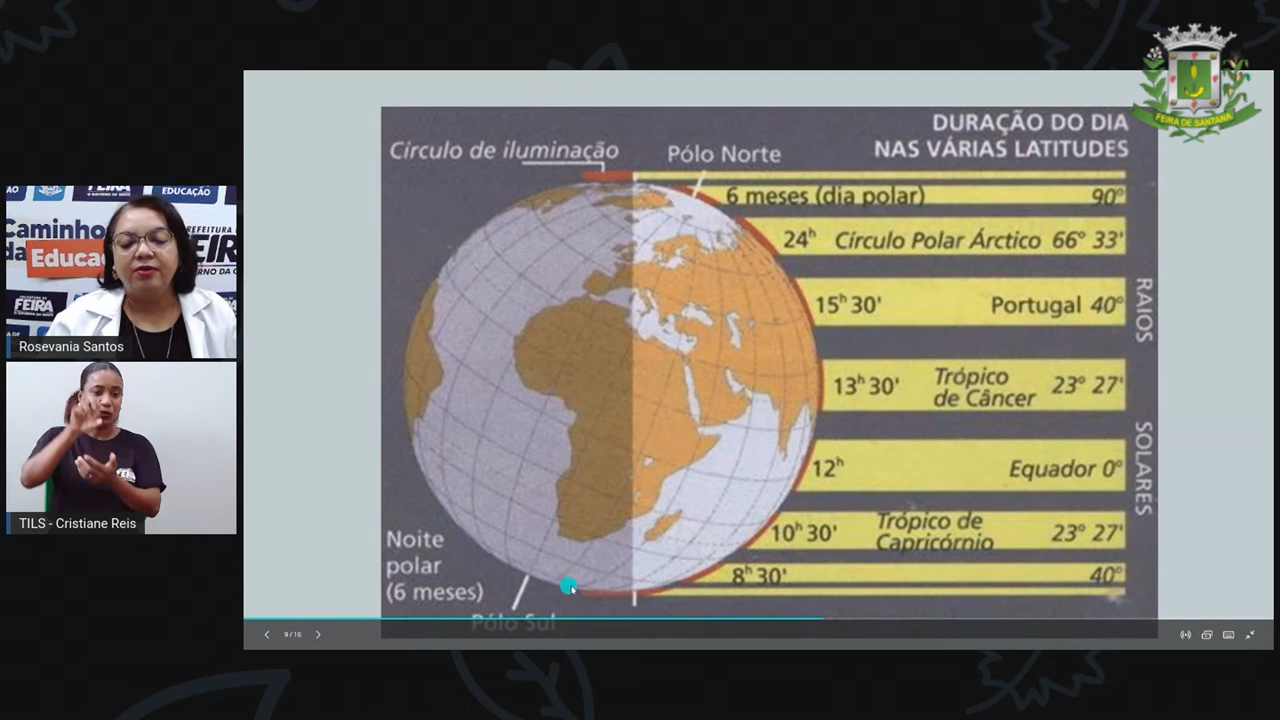 FEIRA DE SANTANA
DURAÇÃO DO DIA
NAS VÁRIAS LATITUDES
Círculo de iluminação
Pólo Norte
6 meses (dia polar) 90°
24h Círculo Polar Árctico 66° 33'
15h 30' Portugal 40°
13h 30' Trópico de Câncer 23° 27'
12h Equador 0°
10h 30' Trópico de Capricórnio 23° 27'
8h 30' 40°
RAIOS
SOLARES
Noite
polar
(6 meses)
Pólo Sul
9 / 16
EDUCAÇÃO
Caminho
da
Educa
PREFEITURA
EIR
FEIRA
Rosevania Santos
TILS - Cristiane Reis